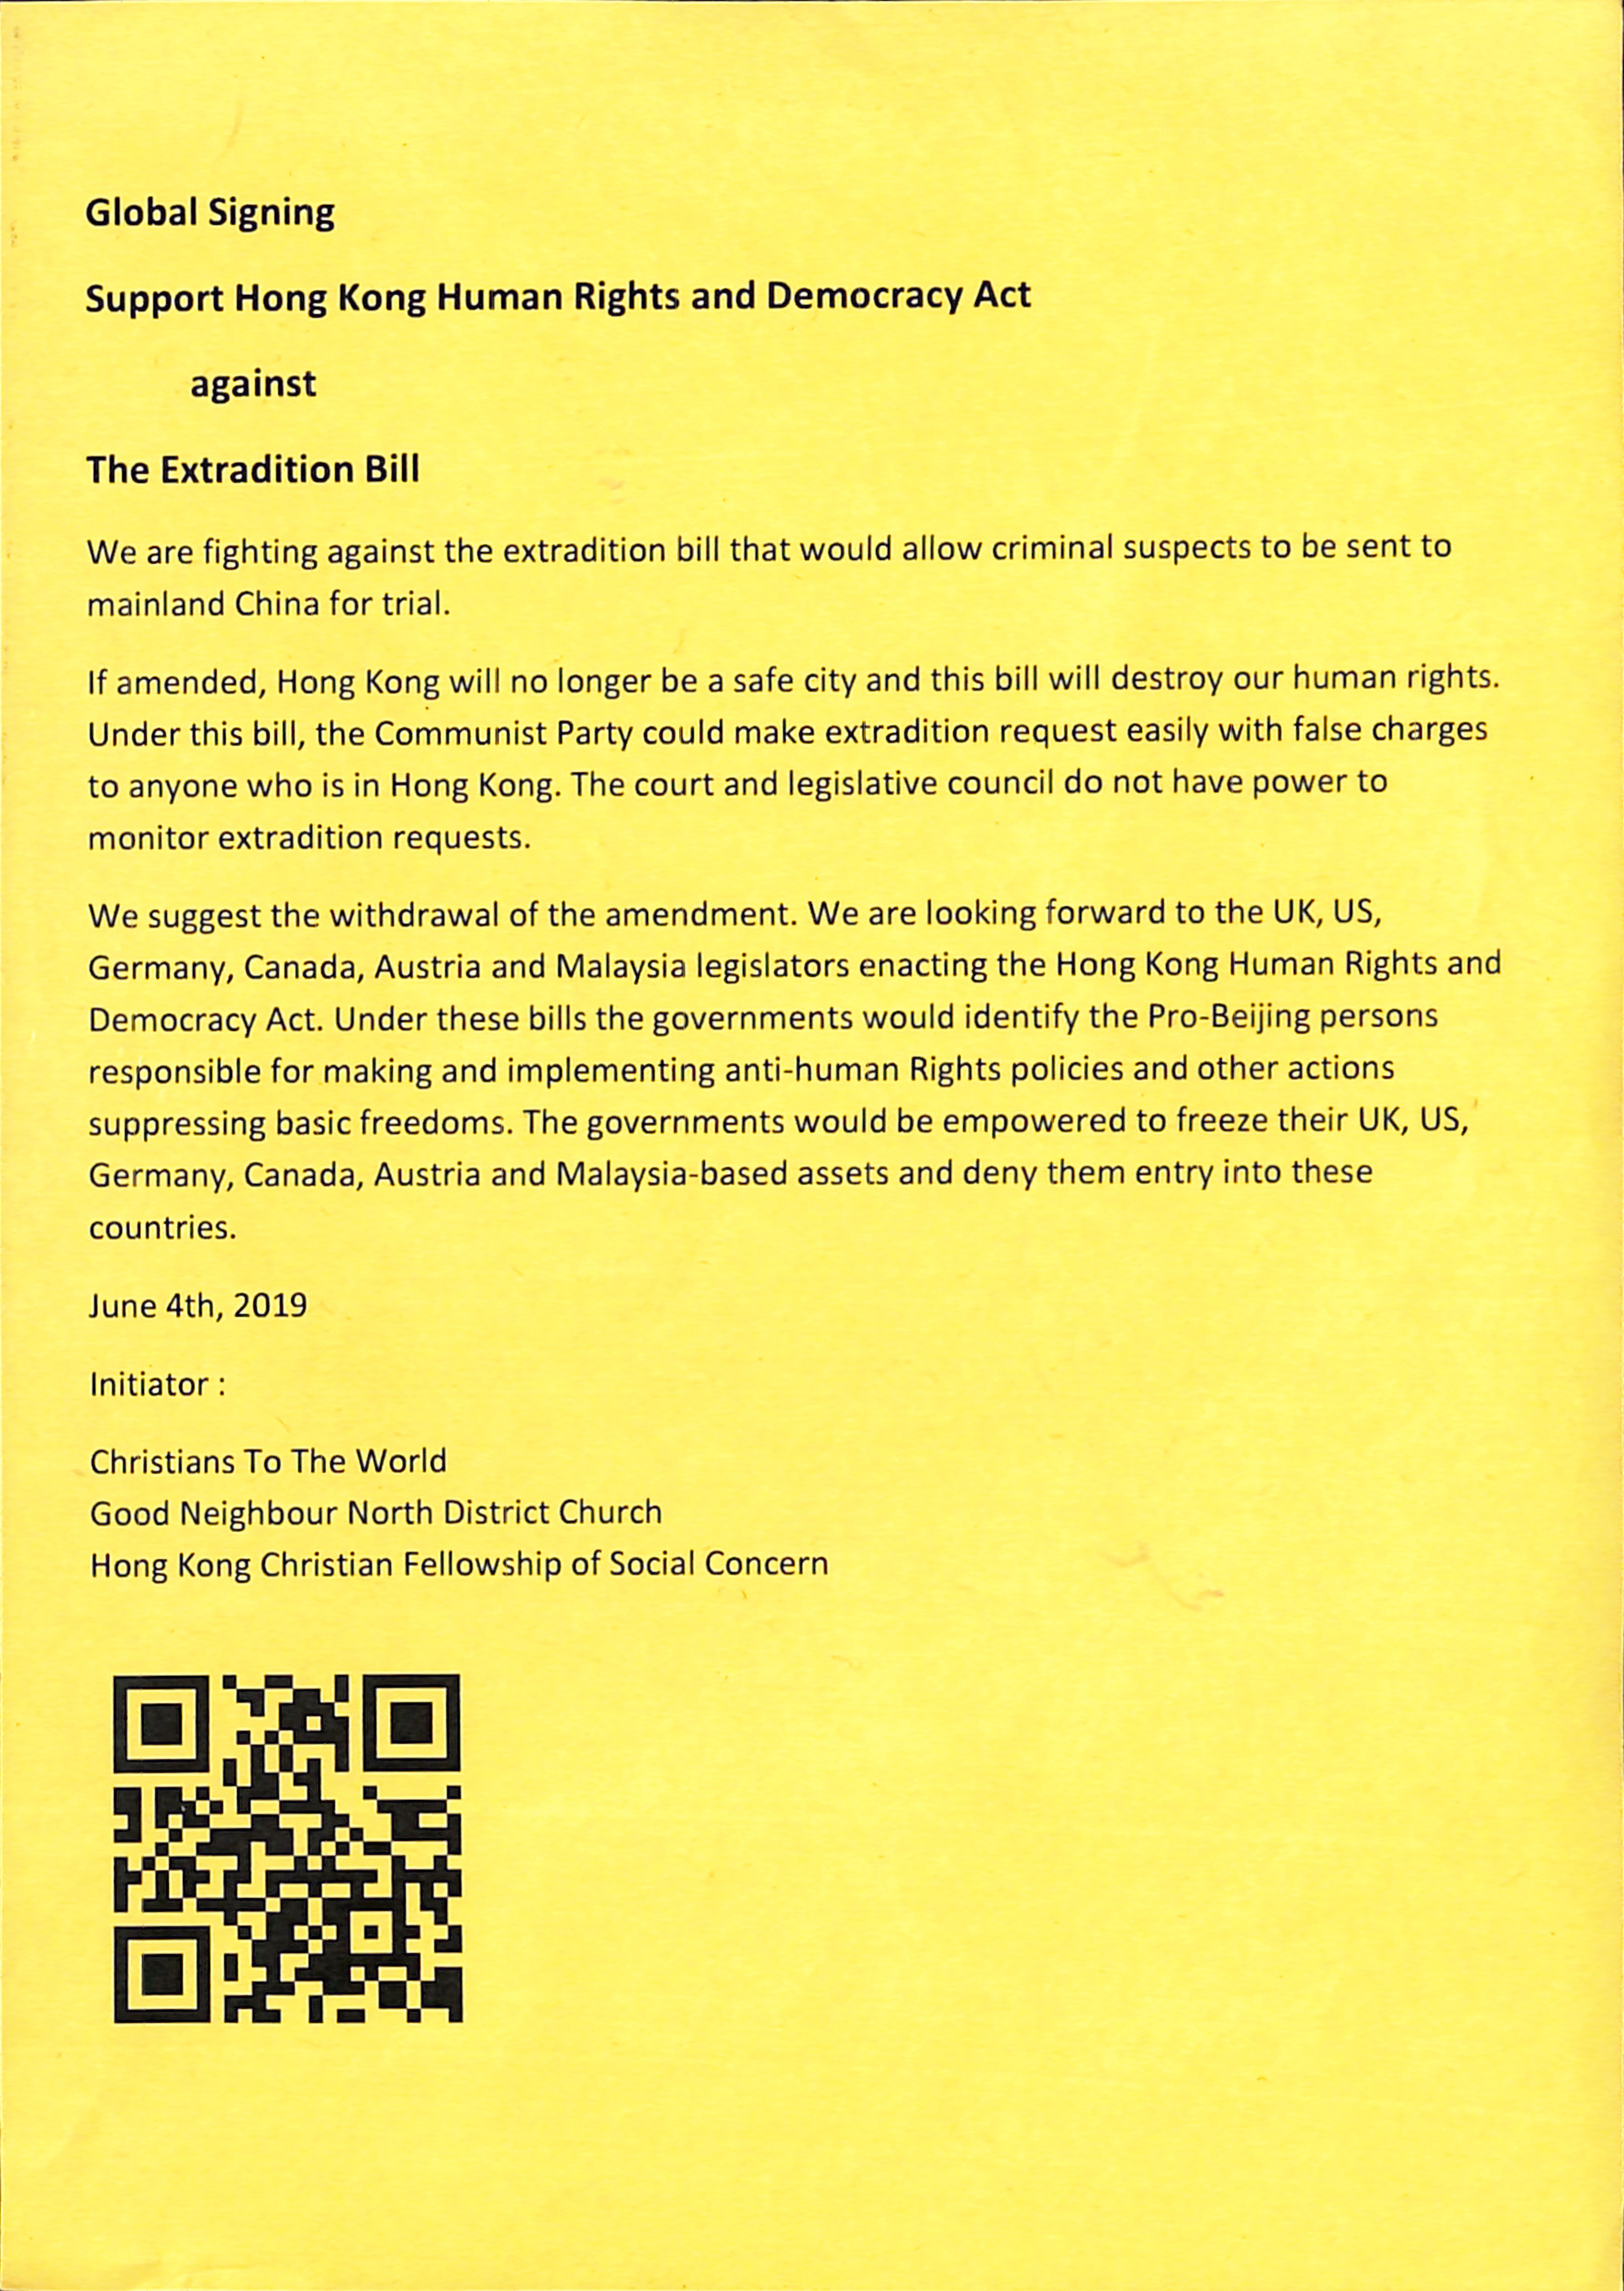 Global Signing
Support Hong Kong Human Rights and Democracy Act
against
The Extradition Bill
We are fighting against the extradition bill that would allow criminal suspects to be sent to
mainland China for trial.
If amended, Hong Kong will no longer be a safe city and this bill will destroy our human rights.
Under this bill, the Communist Party could make extradition request easily with false charges
to anyone who is in Hong Kong. The court and legislative council do not have power to
monitor extradition requests.
We suggest the withdrawal of the amendment. We are looking forward to the UK, US,
Germany, Canada, Austria and Malaysia legislators enacting the Hong Kong Human Rights and
Democracy Act. Under these bills the governments would identify the Pro-Beijing persons
responsible for making and implementing anti-human Rights policies and other actions
suppressing basic freedoms. The governments would be empowered to freeze their UK, US,
Germany, Canada, Austria and Malaysia-based assets and deny them entry into these
countries.
June 4th, 2019
Initiator :
Christians To The World
Good Neighbour North District Church
Hong Kong Christian Fellowship of Social Concern